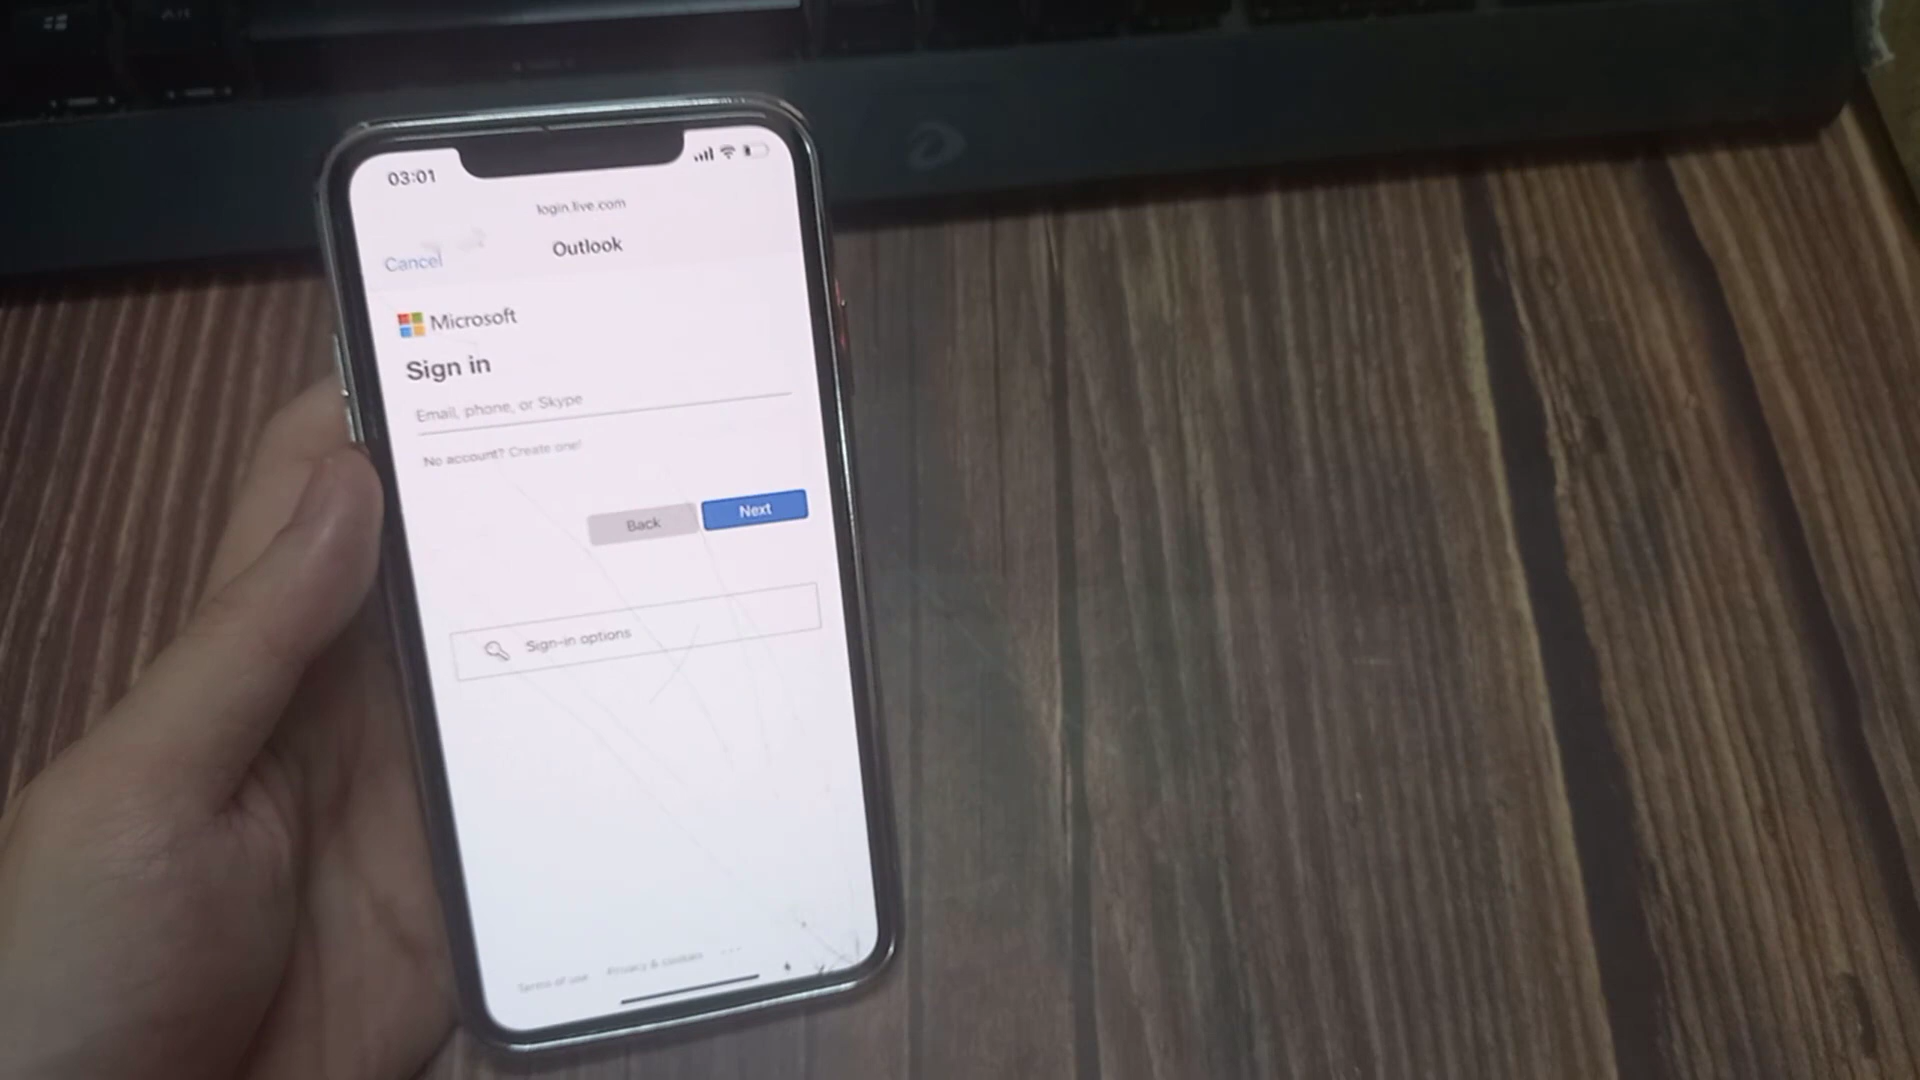 Alt
03:01
login.live.com
Cancel
Outlook
Microsoft
Sign in
Email, phone, or Skype
No account? Create one!
Back
Next
Sign-in options
Terms of use Privacy & cookies ...